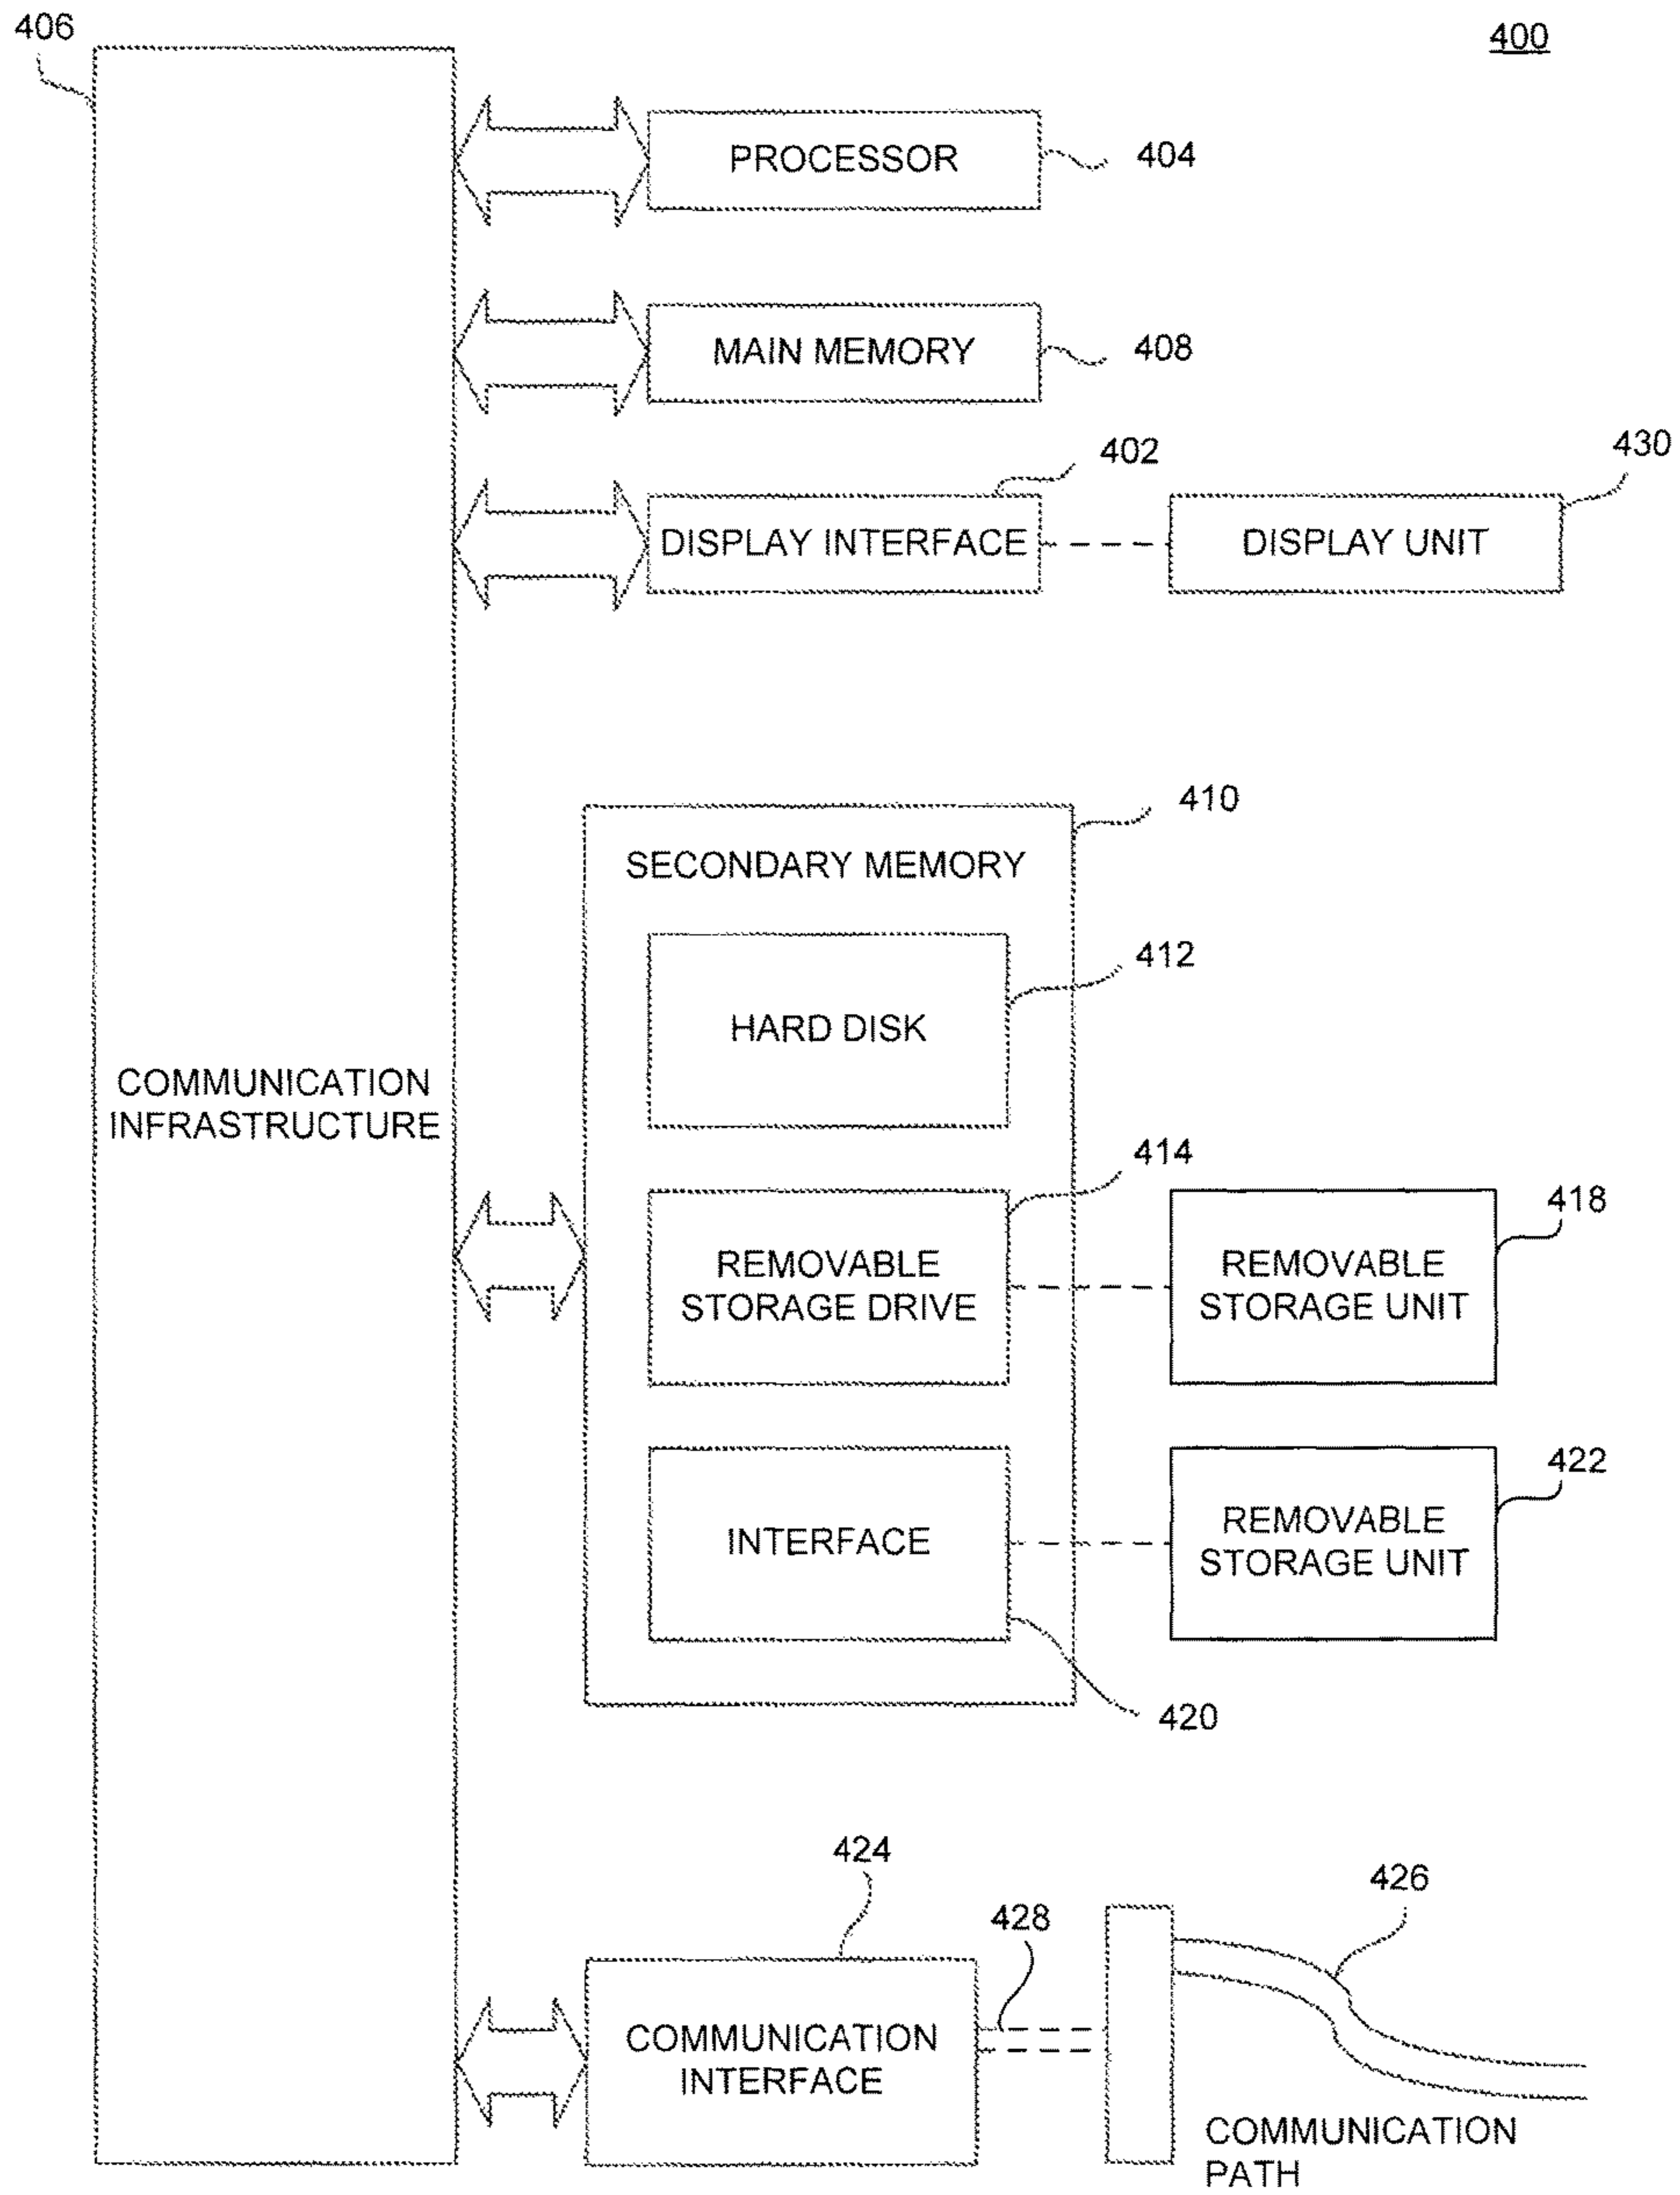 406
400
PROCESSOR
404
MAIN MEMORY
408
402
430
DISPLAY INTERFACE
DISPLAY UNIT
410
SECONDARY MEMORY
412
HARD DISK
COMMUNICATION
INFRASTRUCTURE
414
418
REMOVABLE
STORAGE DRIVE
REMOVABLE
STORAGE UNIT
422
INTERFACE
REMOVABLE
STORAGE UNIT
420
424
428
426
COMMUNICATION
INTERFACE
COMMUNICATION
PATH